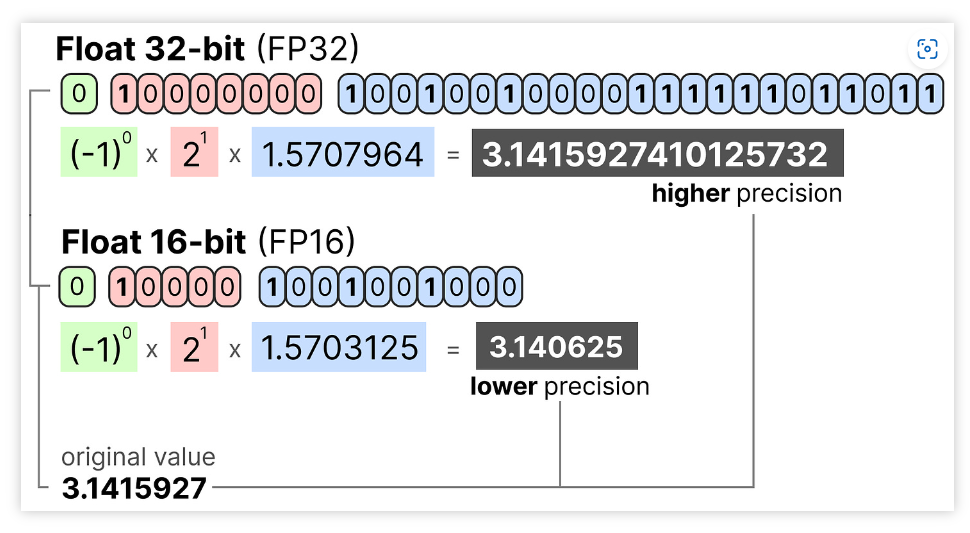 Float 32-bit (FP32)
0 10000000 10010010000111111011011
(-1)^0 x 2^1 x 1.5707964 = 3.1415927410125732
higher precision
Float 16-bit (FP16)
0 10000 1001001000
(-1)^0 x 2^1 x 1.5703125 = 3.140625
lower precision
original value
3.1415927